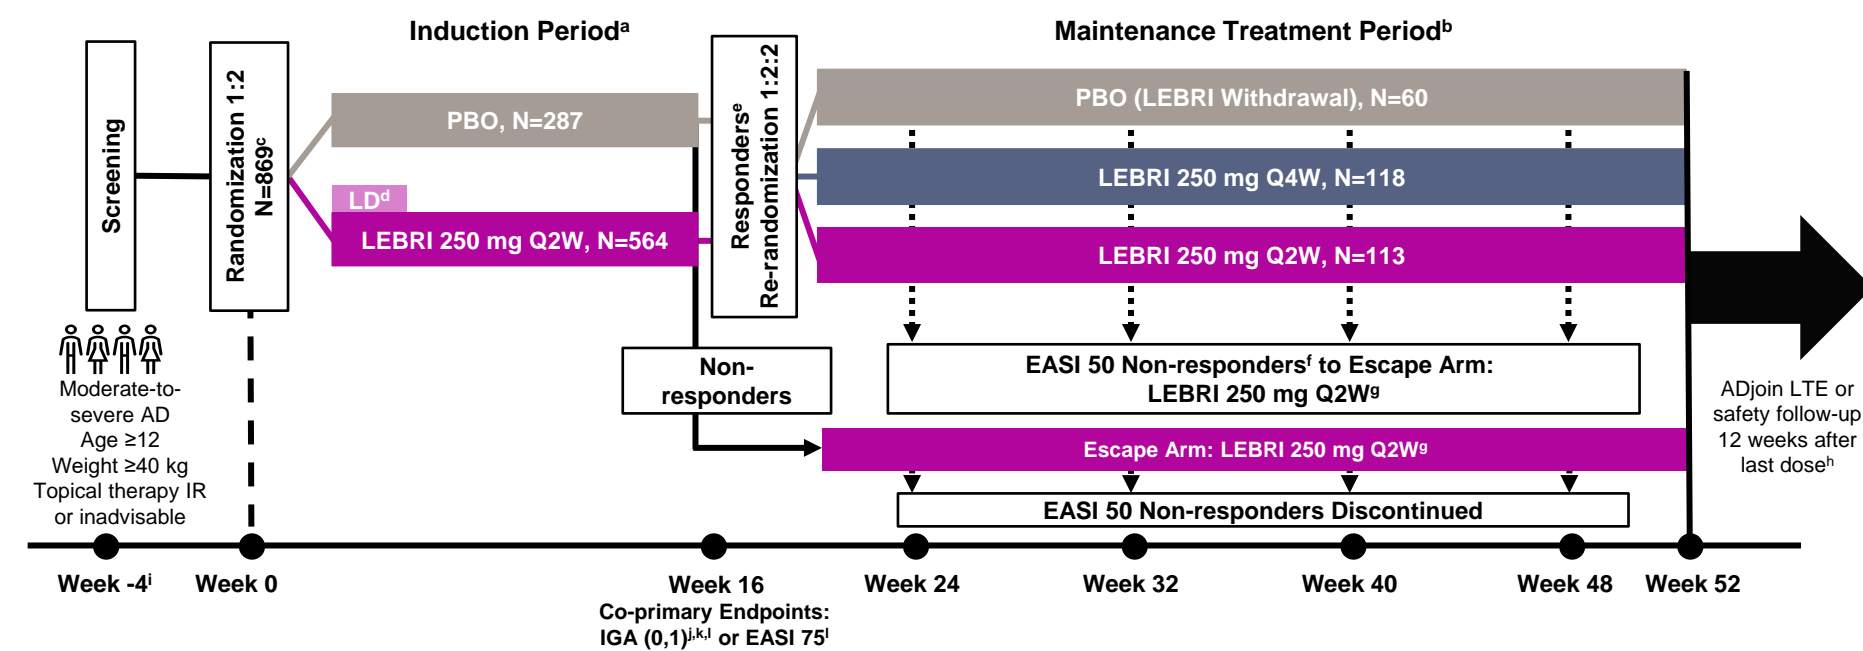 Induction Periodᵃ
Maintenance Treatment Periodᵇ
Screening
Randomization 1:2
N=869ᶜ
PBO, N=287
LDᵈ
LEBRI 250 mg Q2W, N=564
Respondersᵉ
Re-randomization 1:2:2
PBO (LEBRI Withdrawal), N=60
LEBRI 250 mg Q4W, N=118
LEBRI 250 mg Q2W, N=113
Non-
responders
EASI 50 Non-respondersᶠ to Escape Arm:
LEBRI 250 mg Q2Wᵍ
Escape Arm: LEBRI 250 mg Q2Wᵍ
EASI 50 Non-responders Discontinued
Moderate-to-
severe AD
Age ≥12
Weight ≥40 kg
Topical therapy IR
or inadvisable
ADjoin LTE or
safety follow-up
12 weeks after
last doseʰ
Week -4ⁱ
Week 0
Week 16
Week 24
Week 32
Week 40
Week 48
Week 52
Co-primary Endpoints:
IGA (0,1)ʲ,ᵏ,ˡ or EASI 75ˡ